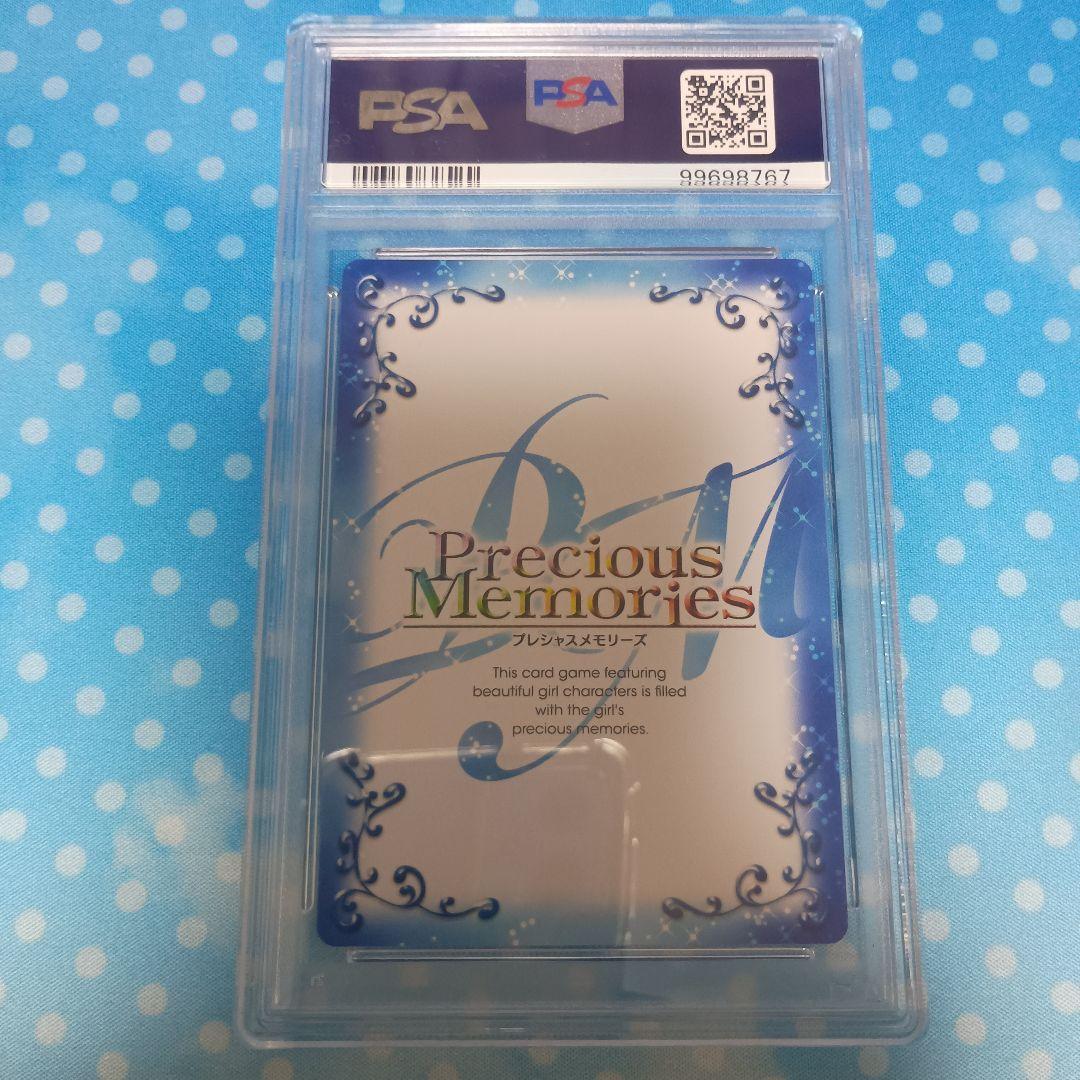 PSA
PSA
99698767
Precious
Memories
プレシャスメモリーズ
This card game featuring
beautiful girl characters is filled
with the girl's
precious memories.